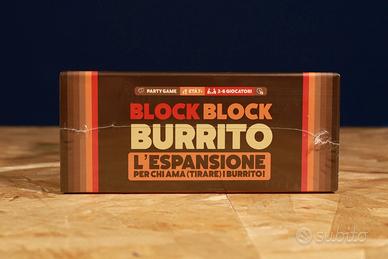 PARTY GAME ETÀ 7+ 2-6 GIOCATORI
BLOCK BLOCK
BURRITO
L'ESPANSIONE
PER CHI AMA (TIRARE) I BURRITO!
subito